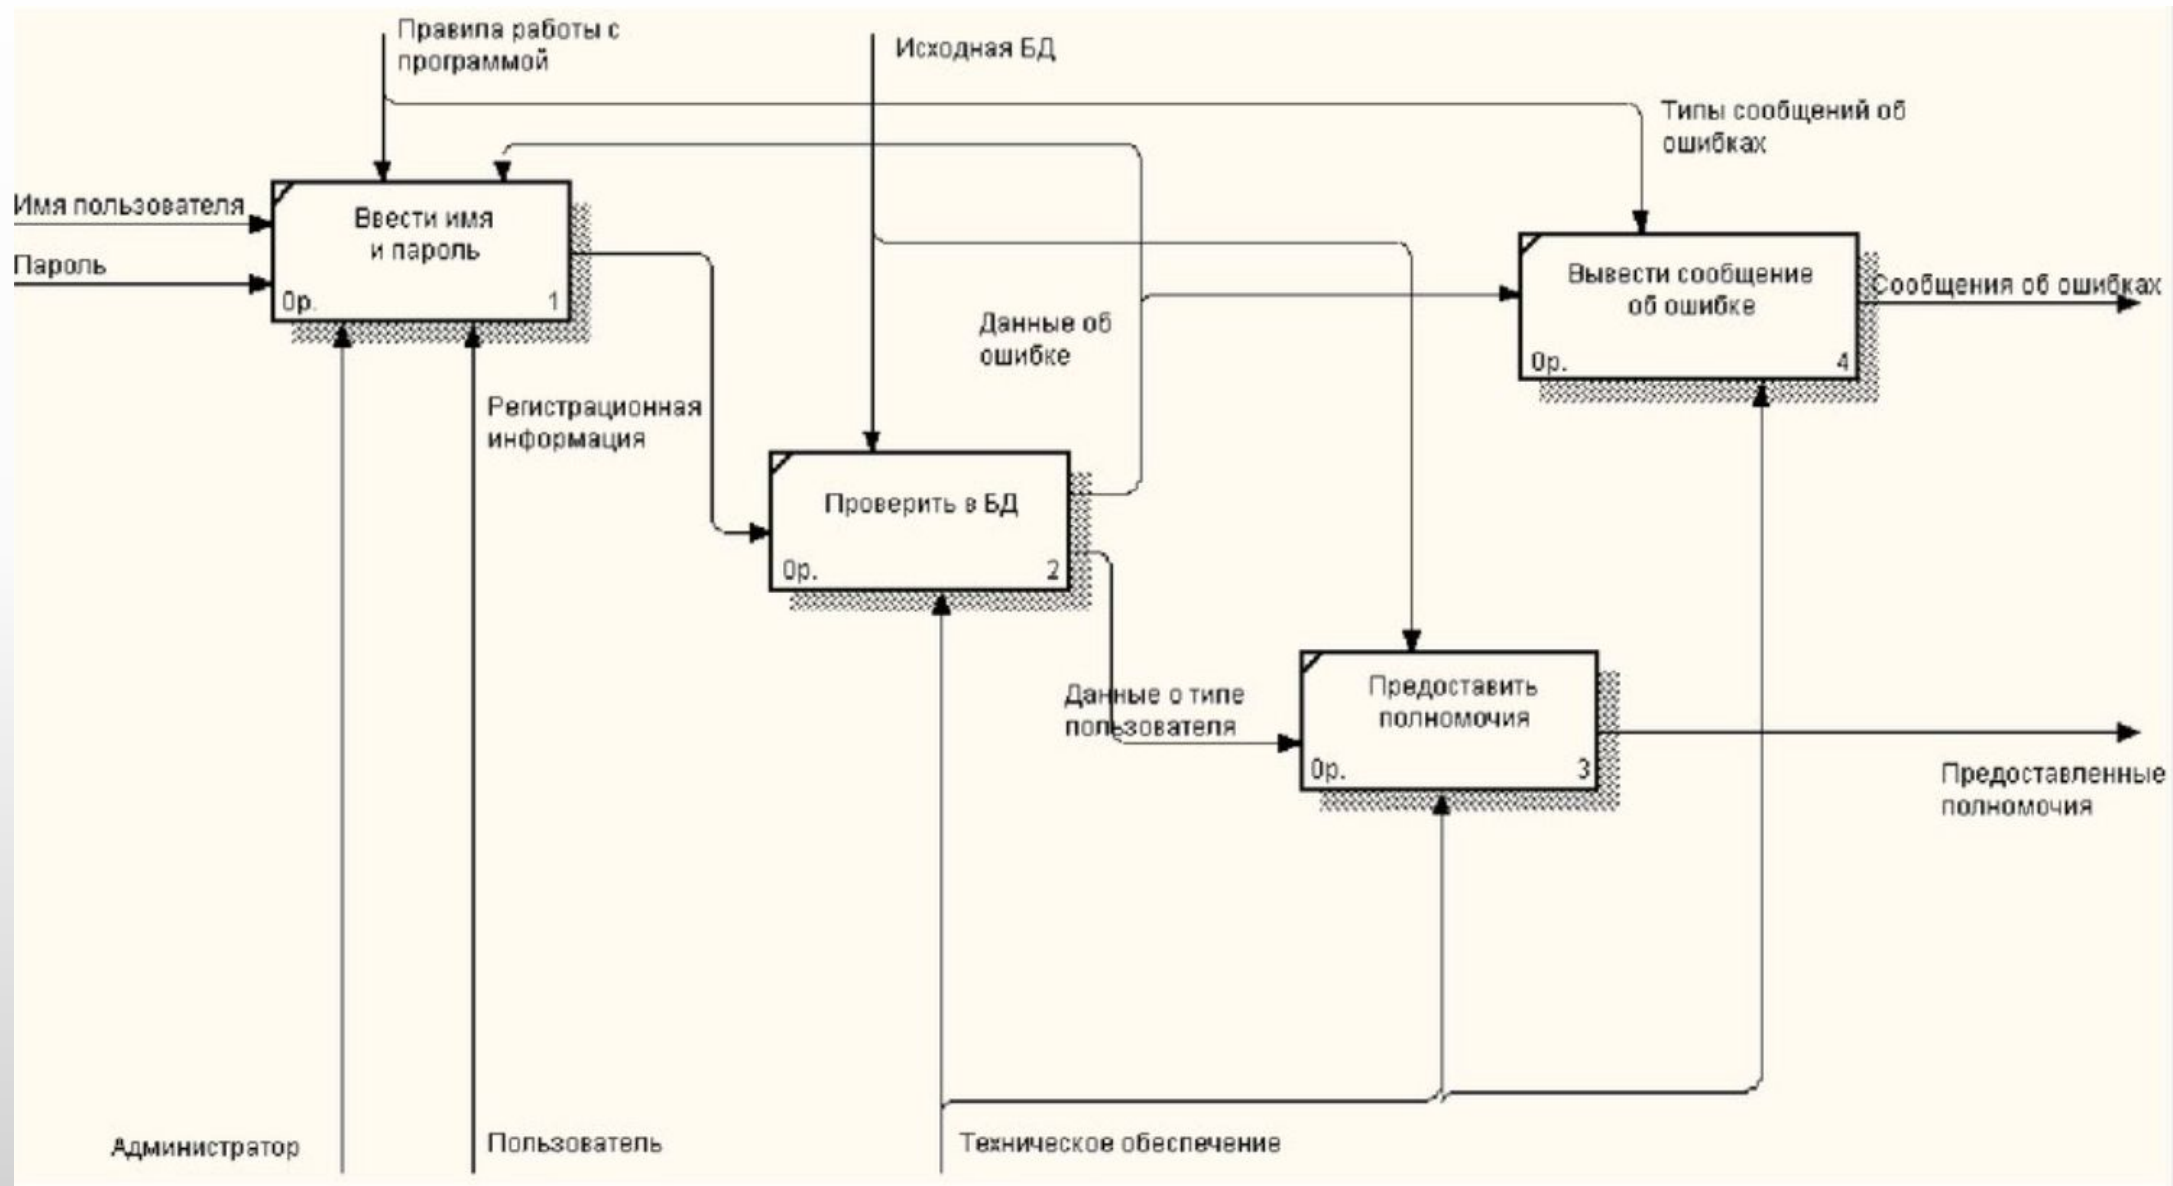 Правила работы с
программой
Исходная БД
Типы сообщений об
ошибках
Имя пользователя
Пароль
Ввести имя
и пароль
0р.
1
Вывести сообщение
об ошибке
0р.
4
Сообщения об ошибках
Данные об
ошибке
Регистрационная
информация
Проверить в БД
0р.
2
Данные о типе
пользователя
Предоставить
полномочия
0р.
3
Предоставленные
полномочия
Администратор
Пользователь
Техническое обеспечение